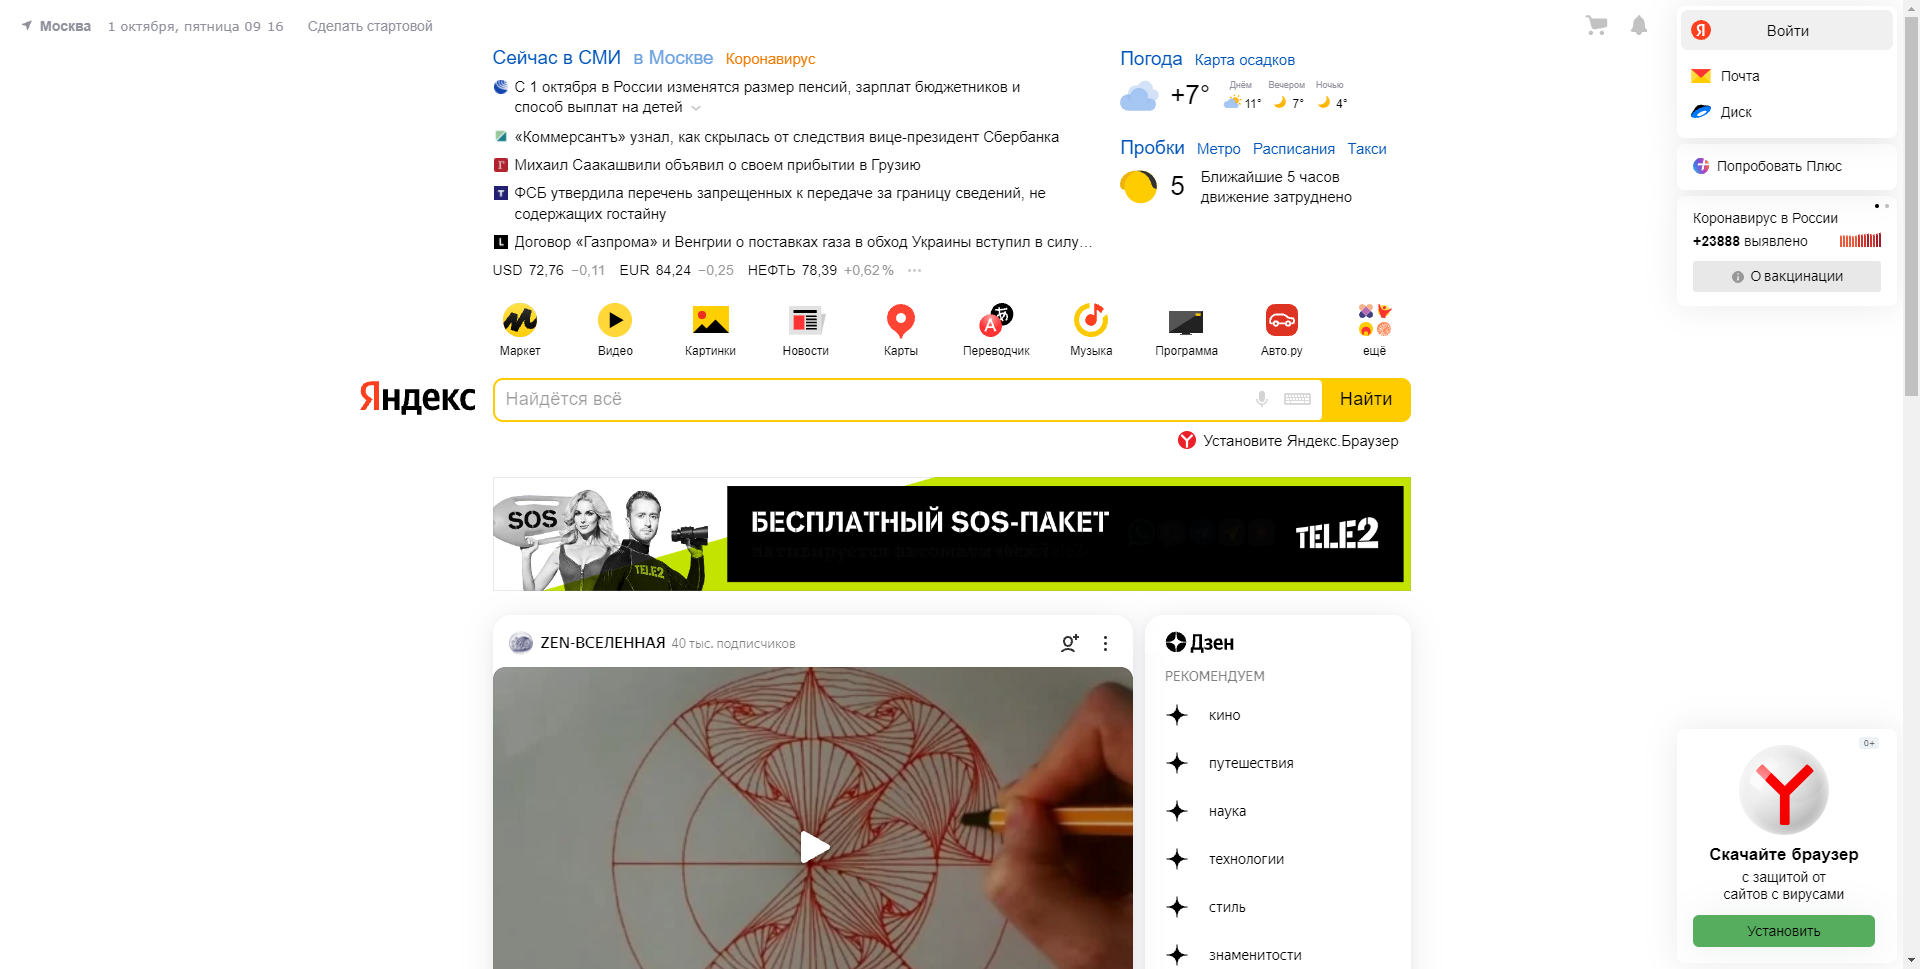 Москва 1 октября, пятница 09 16 Сделать стартовой
Сейчас в СМИ в Москве Коронавирус
С 1 октября в России изменятся размер пенсий, зарплат бюджетников и
способ выплат на детей
«Коммерсантъ» узнал, как скрылась от следствия вице-президент Сбербанка
Михаил Саакашвили объявил о своем прибытии в Грузию
ФСБ утвердила перечень запрещенных к передаче за границу сведений, не
содержащих гостайну
Договор «Газпрома» и Венгрии о поставках газа в обход Украины вступил в силу…
USD 72,76 −0,11 EUR 84,24 −0,25 НЕФТЬ 78,39 +0,62%
Погода Карта осадков
+7°
Днём Вечером Ночью
11° 7° 4°
Пробки Метро Расписания Такси
5
Ближайшие 5 часов
движение затруднено
Войти
Почта
Диск
Попробовать Плюс
Коронавирус в России
+23888 выявлено
О вакцинации
Маркет Видео Картинки Новости Карты Переводчик Музыка Программа Авто.ру ещё
Яндекс Найдётся всё Найти
Установите Яндекс.Браузер
SOS
TELE2
БЕСПЛАТНЫЙ SOS-ПАКЕТ
TELE2
ZEN-ВСЕЛЕННАЯ 40 тыс. подписчиков
Дзен
РЕКОМЕНДУЕМ
кино
путешествия
наука
технологии
стиль
знаменитости
0+
Скачайте браузер
с защитой от
сайтов с вирусами
Установить